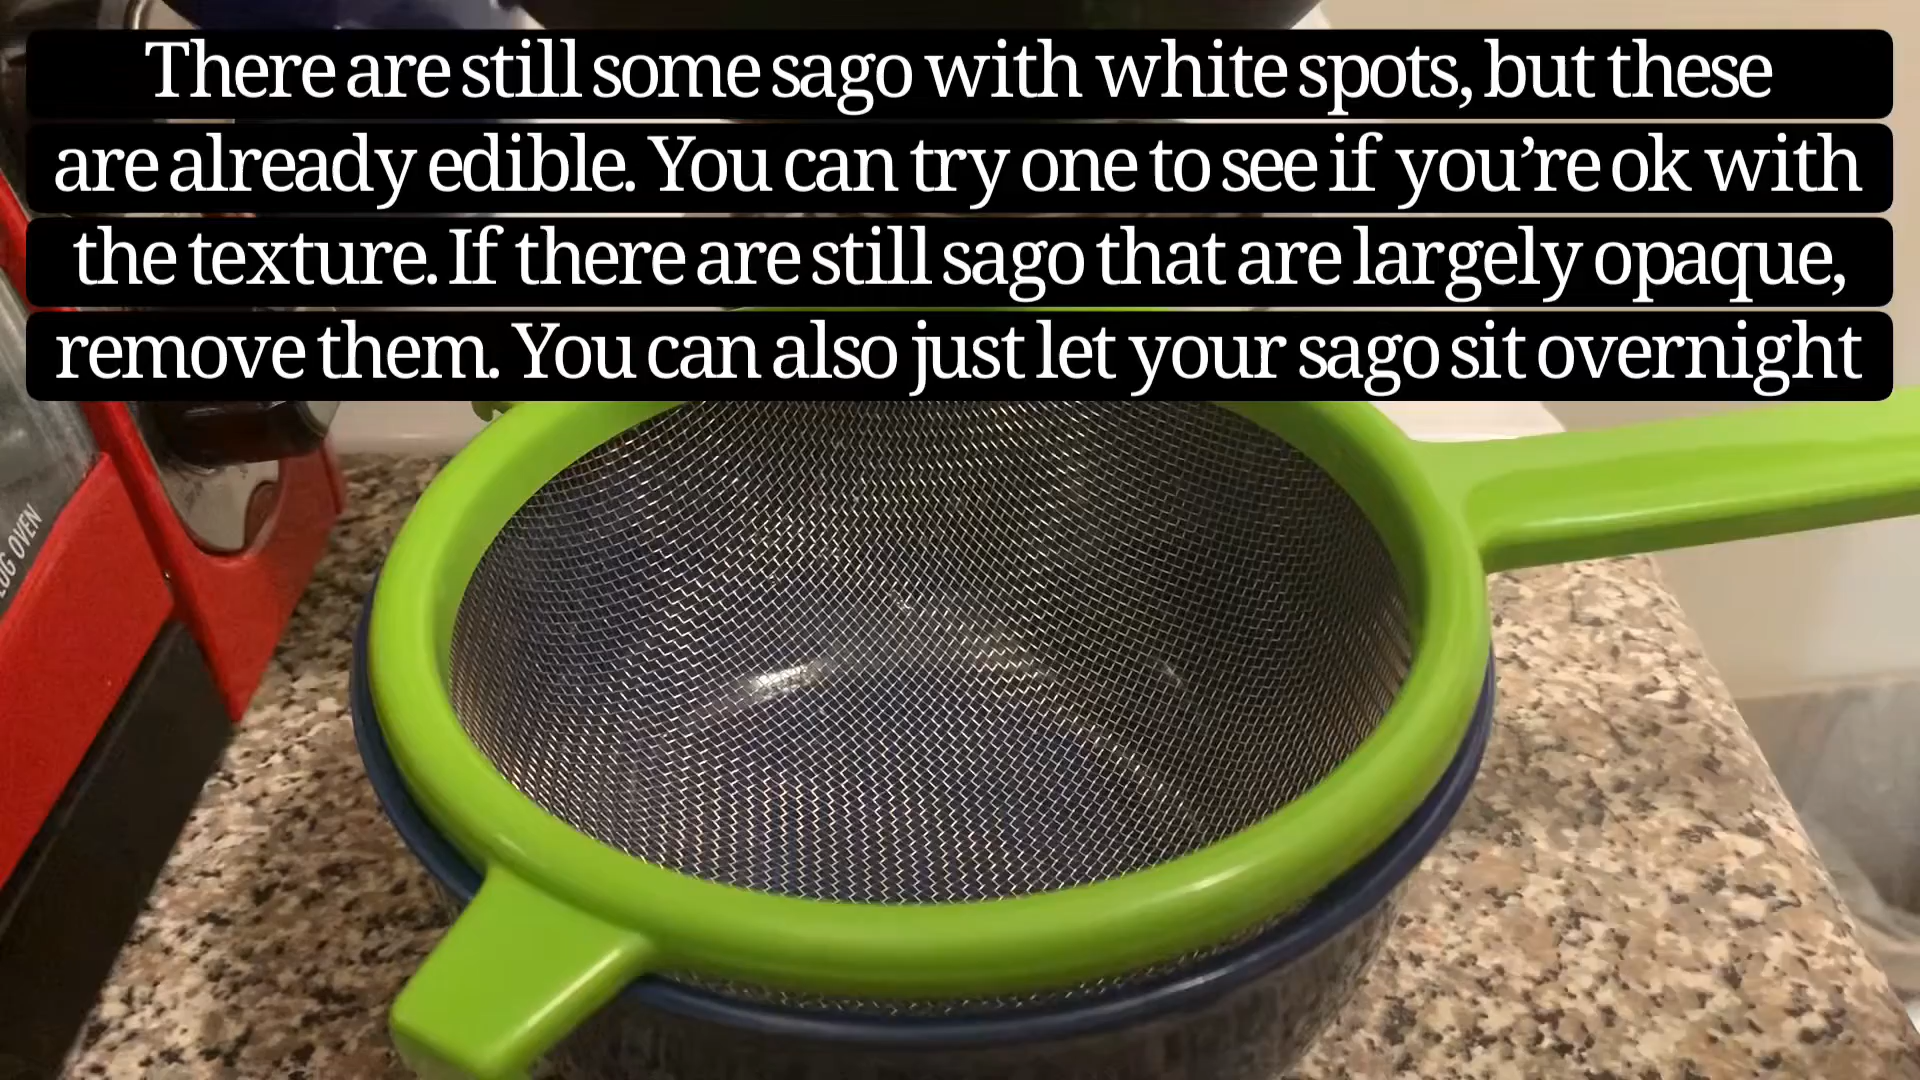 There are still some sago with white spots, but these
are already edible. You can try one to see if you’re ok with
the texture. If there are still sago that are largely opaque,
remove them. You can also just let your sago sit overnight
OVEN